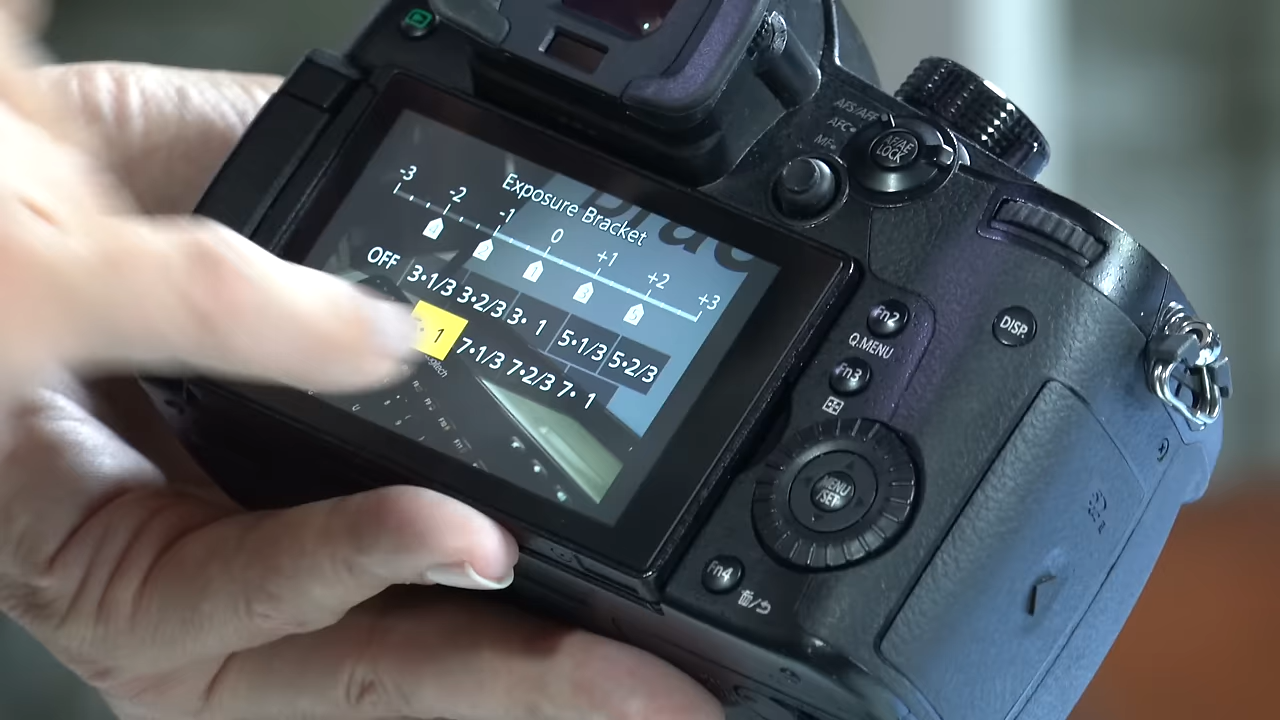 AFS/AFF
AFC
MF
AF/AE
LOCK
Exposure Bracket
-3 -2 -1 0 +1 +2 +3
OFF 3•1/3 3•2/3 3• 1 5•1/3 5•2/3
1 7•1/3 7•2/3 7• 1
Fn2
DISP.
Q.MENU
Fn3
MENU
/SET
Fn4